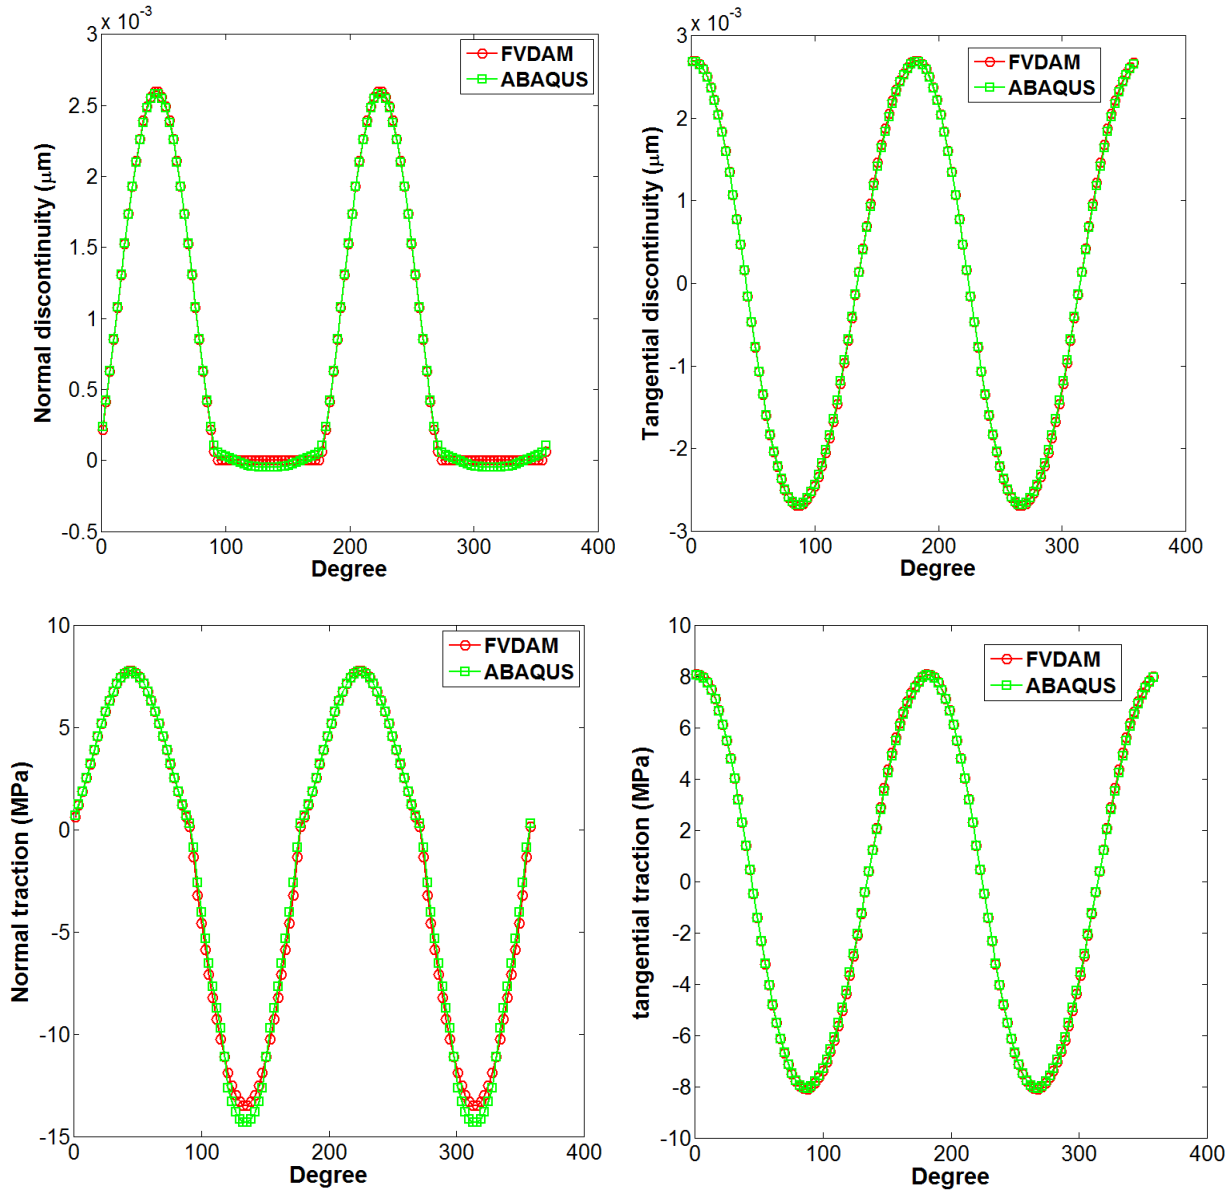 3 x 10⁻³
FVDAM
ABAQUS
2.5
2
1.5
1
0.5
0
-0.5
0
100
200
300
400
Normal discontinuity (μm)
Degree
3 x 10⁻³
FVDAM
ABAQUS
2
1
0
-1
-2
-3
0
100
200
300
400
Tangential discontinuity (μm)
Degree
10
FVDAM
ABAQUS
5
0
-5
-10
-15
0
100
200
300
400
Normal traction (MPa)
Degree
10
FVDAM
ABAQUS
8
6
4
2
0
-2
-4
-6
-8
-10
0
100
200
300
400
tangential traction (MPa)
Degree